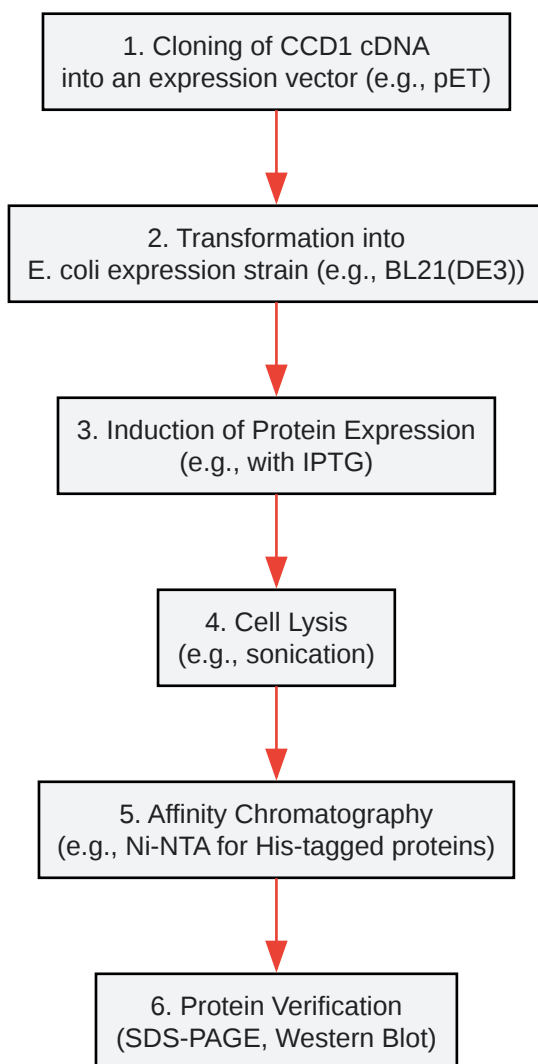 1. Cloning of CCD1 cDNA
into an expression vector (e.g., pET)
2. Transformation into
E. coli expression strain (e.g., BL21(DE3))
3. Induction of Protein Expression
(e.g., with IPTG)
4. Cell Lysis
(e.g., sonication)
5. Affinity Chromatography
(e.g., Ni-NTA for His-tagged proteins)
6. Protein Verification
(SDS-PAGE, Western Blot)